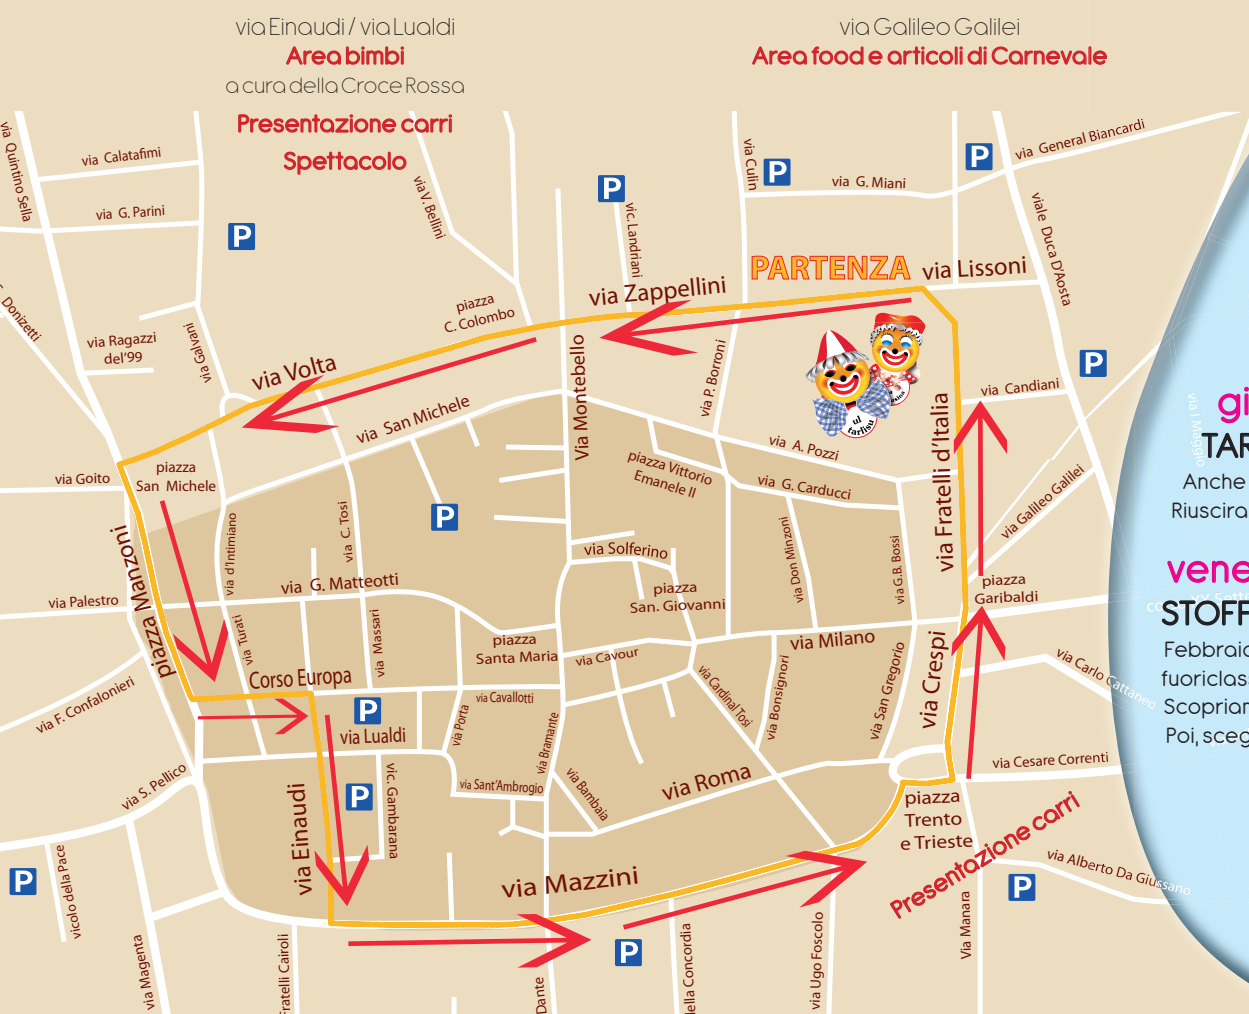 via Einaudi / via Lualdi
Area bimbi
a cura della Croce Rossa
Presentazione carri
Spettacolo
via Galileo Galilei
Area food e articoli di Carnevale
via Quintino Sella
via Calatafimi
via G. Parini
Donizetti
via Ragazzi
del'99
via Galvani
P
via V. Bellini
piazza
C. Colombo
P
vic. Landriani
via Culin
P
via G. Miani
P
via General Biancardi
viale Duca D'Aosta
PARTENZA
via Lissoni
via Zappellini
via Volta
via San Michele
Via Montebello
via P. Borroni
ul
tarlisu
P
via Candiani
via Fratelli d'Italia
via A. Pozzi
via G. Carducci
piazza Vittorio
Emanele II
via Galileo Galilei
via I Maggio
via Goito
piazza
San Michele
piazza Manzoni
via d'Intimiano
via C. Tosi
P
via Solferino
piazza
San. Giovanni
via Don Minzoni
via G.B. Bossi
piazza
Garibaldi
via Palestro
via G. Matteotti
via Turati
via Massari
piazza
Santa Maria
via Cavour
via Milano
via Crespi
via Carlo Cattaneo
via F. Confalonieri
Corso Europa
P
via Lualdi
via Cavallotti
via Porta
via Bramante
via Cardinal Tosi
via Bonsignori
via San Gregorio
via S. Pellico
via Einaudi
P
vic. Gambarana
via Sant'Ambrogio
via Bambaia
via Roma
via Cesare Correnti
piazza
Trento
e Trieste
Presentazione carri
via Alberto Da Giussano
P
P
vicolo della Pace
via Magenta
via Mazzini
P
Fratelli Cairoli
Dante
ella Concordia
via Ugo Foscolo
Via Manara
gi
TAR
Anche
Riuscira
vene
STOFF
Febbraio
fuoriclas
Scopriar
Poi, sceg